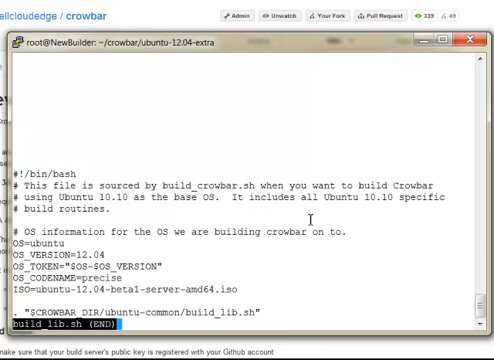 ellcloudedge / crowbar
Admin
Unwatch
Your Fork
Pull Request
339
49
root@NewBuilder: ~/crowbar/ubuntu-12.04-extra
#!/bin/bash
# This file is sourced by build_crowbar.sh when you want to build Crowbar
# using Ubuntu 10.10 as the base OS.  It includes all Ubuntu 10.10 specific
# build routines.
# OS information for the OS we are building crowbar on to.
OS=ubuntu
OS_VERSION=12.04
OS_TOKEN="$OS-$OS_VERSION"
OS_CODENAME=precise
ISO=ubuntu-12.04-beta1-server-amd64.iso
. "$CROWBAR_DIR/ubuntu-common/build_lib.sh"
build_lib.sh (END)
make sure that your build server's public key is registered with your Github account